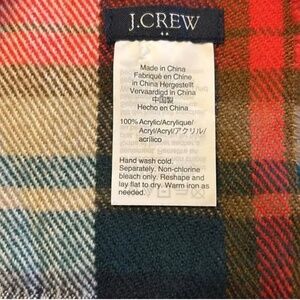 J.CREW
Made in China
Fabriqué en Chine
in China Hergestellt
Vervaardigd in China
中国製
Hecho en China
100% Acrylic/Acrylique/
Acryl/Acryl/アクリル/
acrílico
Hand wash cold.
Separately. Non-chlorine
bleach only. Reshape and
lay flat to dry. Warm iron as
needed.